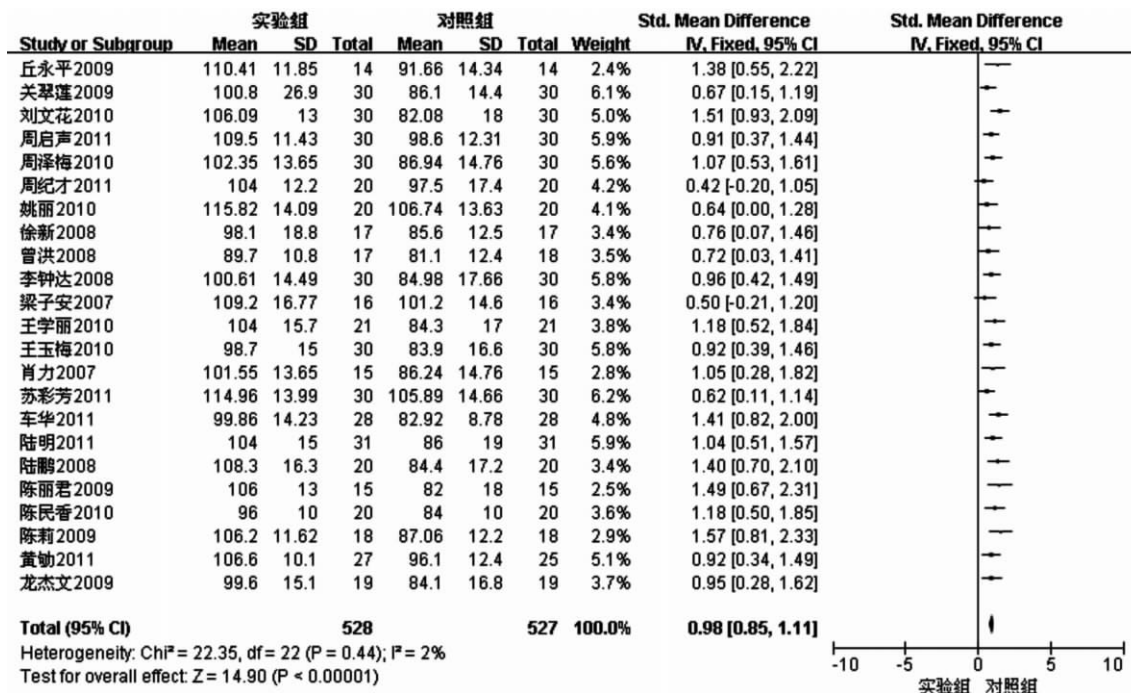 实验组 对照组 Std. Mean Difference Std. Mean Difference
Study or Subgroup Mean SD Total Mean SD Total Weight IV, Fixed, 95% CI IV, Fixed, 95% CI
丘永平2009 110.41 11.85 14 91.66 14.34 14 2.4% 1.38 [0.55, 2.22]
关翠莲2009 100.8 26.9 30 86.1 14.4 30 6.1% 0.67 [0.15, 1.19]
刘文花2010 106.09 13 30 82.08 18 30 5.0% 1.51 [0.93, 2.09]
周启声2011 109.5 11.43 30 98.6 12.31 30 5.9% 0.91 [0.37, 1.44]
周泽梅2010 102.35 13.65 30 86.94 14.76 30 5.6% 1.07 [0.53, 1.61]
周纪才2011 104 12.2 20 97.5 17.4 20 4.2% 0.42 [-0.20, 1.05]
姚丽2010 115.82 14.09 20 106.74 13.63 20 4.1% 0.64 [0.00, 1.28]
徐新2008 98.1 18.8 17 85.6 12.5 17 3.4% 0.76 [0.07, 1.46]
曾洪2008 89.7 10.8 17 81.1 12.4 18 3.5% 0.72 [0.03, 1.41]
李钟达2008 100.61 14.49 30 84.98 17.66 30 5.8% 0.96 [0.42, 1.49]
梁子安2007 109.2 16.77 16 101.2 14.6 16 3.4% 0.50 [-0.21, 1.20]
王学丽2010 104 15.7 21 84.3 17 21 3.8% 1.18 [0.52, 1.84]
王玉梅2010 98.7 15 30 83.9 16.6 30 5.8% 0.92 [0.39, 1.46]
肖力2007 101.55 13.65 15 86.24 14.76 15 2.8% 1.05 [0.28, 1.82]
苏彩芳2011 114.96 13.99 30 105.89 14.66 30 6.2% 0.62 [0.11, 1.14]
车华2011 99.86 14.23 28 82.92 8.78 28 4.8% 1.41 [0.82, 2.00]
陆明2011 104 15 31 86 19 31 5.9% 1.04 [0.51, 1.57]
陆鹏2008 108.3 16.3 20 84.4 17.2 20 3.4% 1.40 [0.70, 2.10]
陈丽君2009 106 13 15 82 18 15 2.5% 1.49 [0.67, 2.31]
陈民香2010 96 10 20 84 10 20 3.6% 1.18 [0.50, 1.85]
陈莉2009 106.2 11.62 18 87.06 12.2 18 2.9% 1.57 [0.81, 2.33]
黄劬2011 106.6 10.1 27 96.1 12.4 25 5.1% 0.92 [0.34, 1.49]
龙杰文2009 99.6 15.1 19 84.1 16.8 19 3.7% 0.95 [0.28, 1.62]
Total (95% CI) 528 527 100.0% 0.98 [0.85, 1.11]
Heterogeneity: Chi² = 22.35, df = 22 (P = 0.44); I² = 2%
Test for overall effect: Z = 14.90 (P < 0.00001)
-10 -5 0 5 10
实验组 对照组